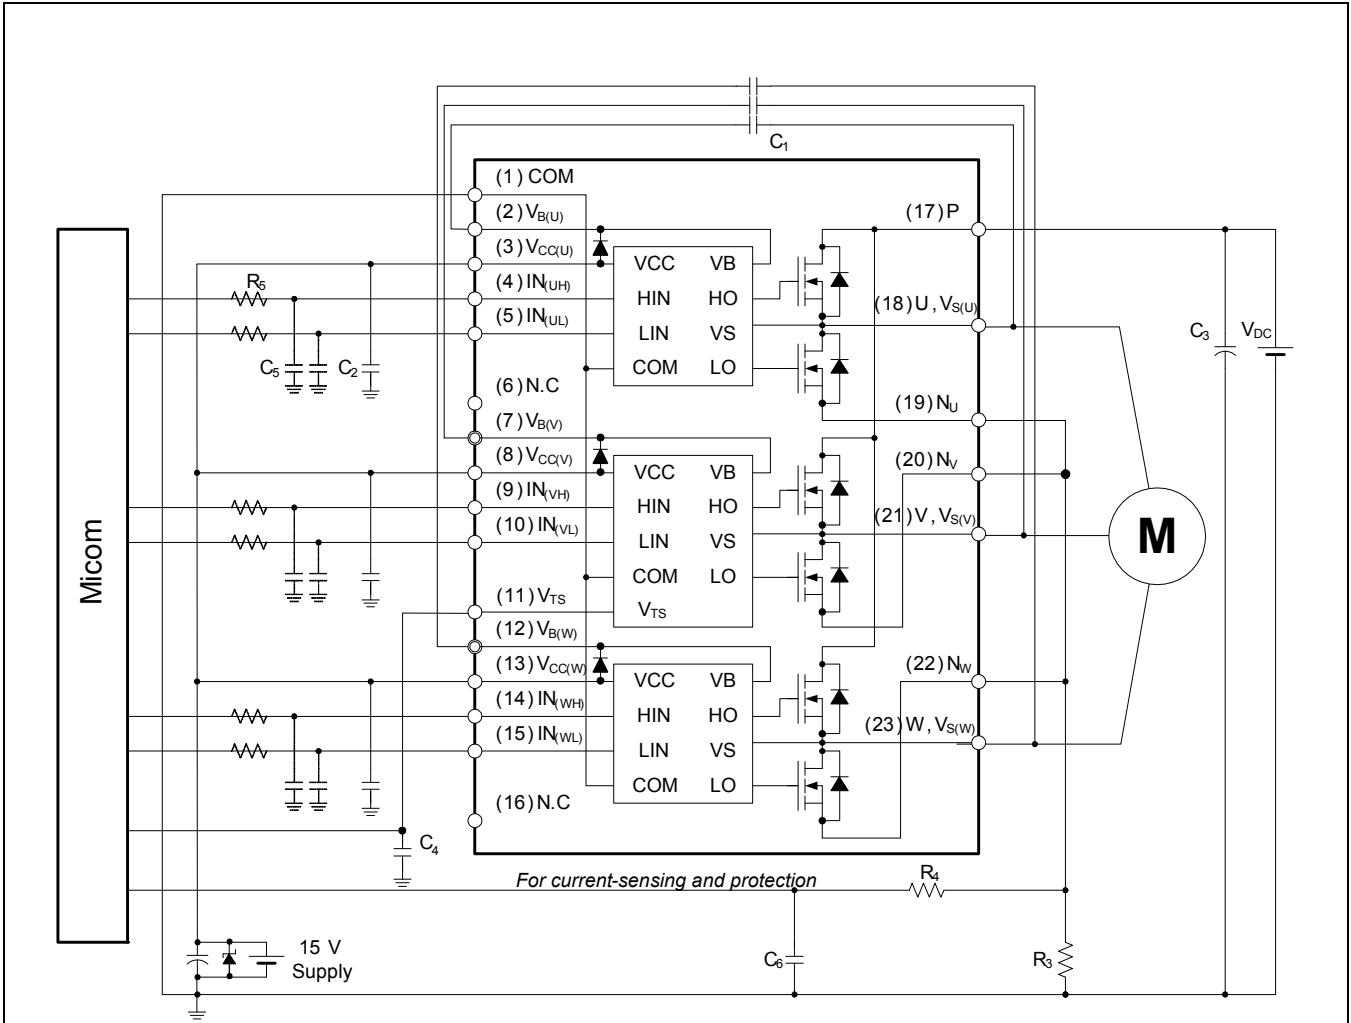 C1
(1) COM
(2) VB(U)
(3) VCC(U)
(4) IN(UH)
(5) IN(UL)
(6) N.C
(7) VB(V)
(8) VCC(V)
(9) IN(VH)
(10) IN(VL)
(11) VTS
(12) VB(W)
(13) VCC(W)
(14) IN(WH)
(15) IN(WL)
(16) N.C
VCC VB
HIN HO
LIN VS
COM LO
VCC VB
HIN HO
LIN VS
COM LO
VTS
VCC VB
HIN HO
LIN VS
COM LO
(17) P
(18) U, VS(U)
(19) NU
(20) NV
(21) V, VS(V)
(22) NW
(23) W, VS(W)
R5
C5
C2
Micom
C3
VDC
M
C4
For current-sensing and protection
R4
15 V
Supply
C6
R3